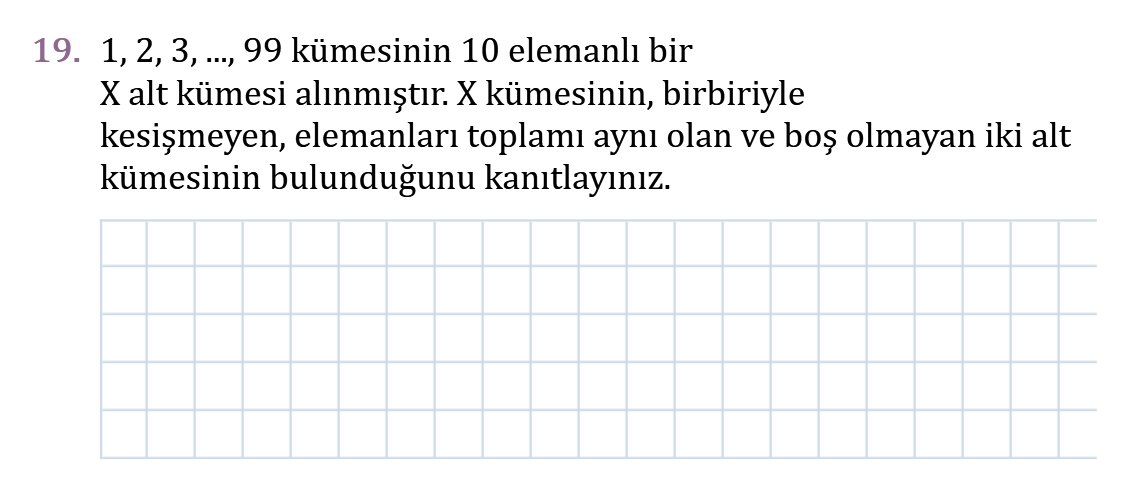 19. 1, 2, 3, ..., 99 kümesinin 10 elemanlı bir
X alt kümesi alınmıştır. X kümesinin, birbiriyle
kesişmeyen, elemanları toplamı aynı olan ve boş olmayan iki alt
kümesinin bulunduğunu kanıtlayınız.